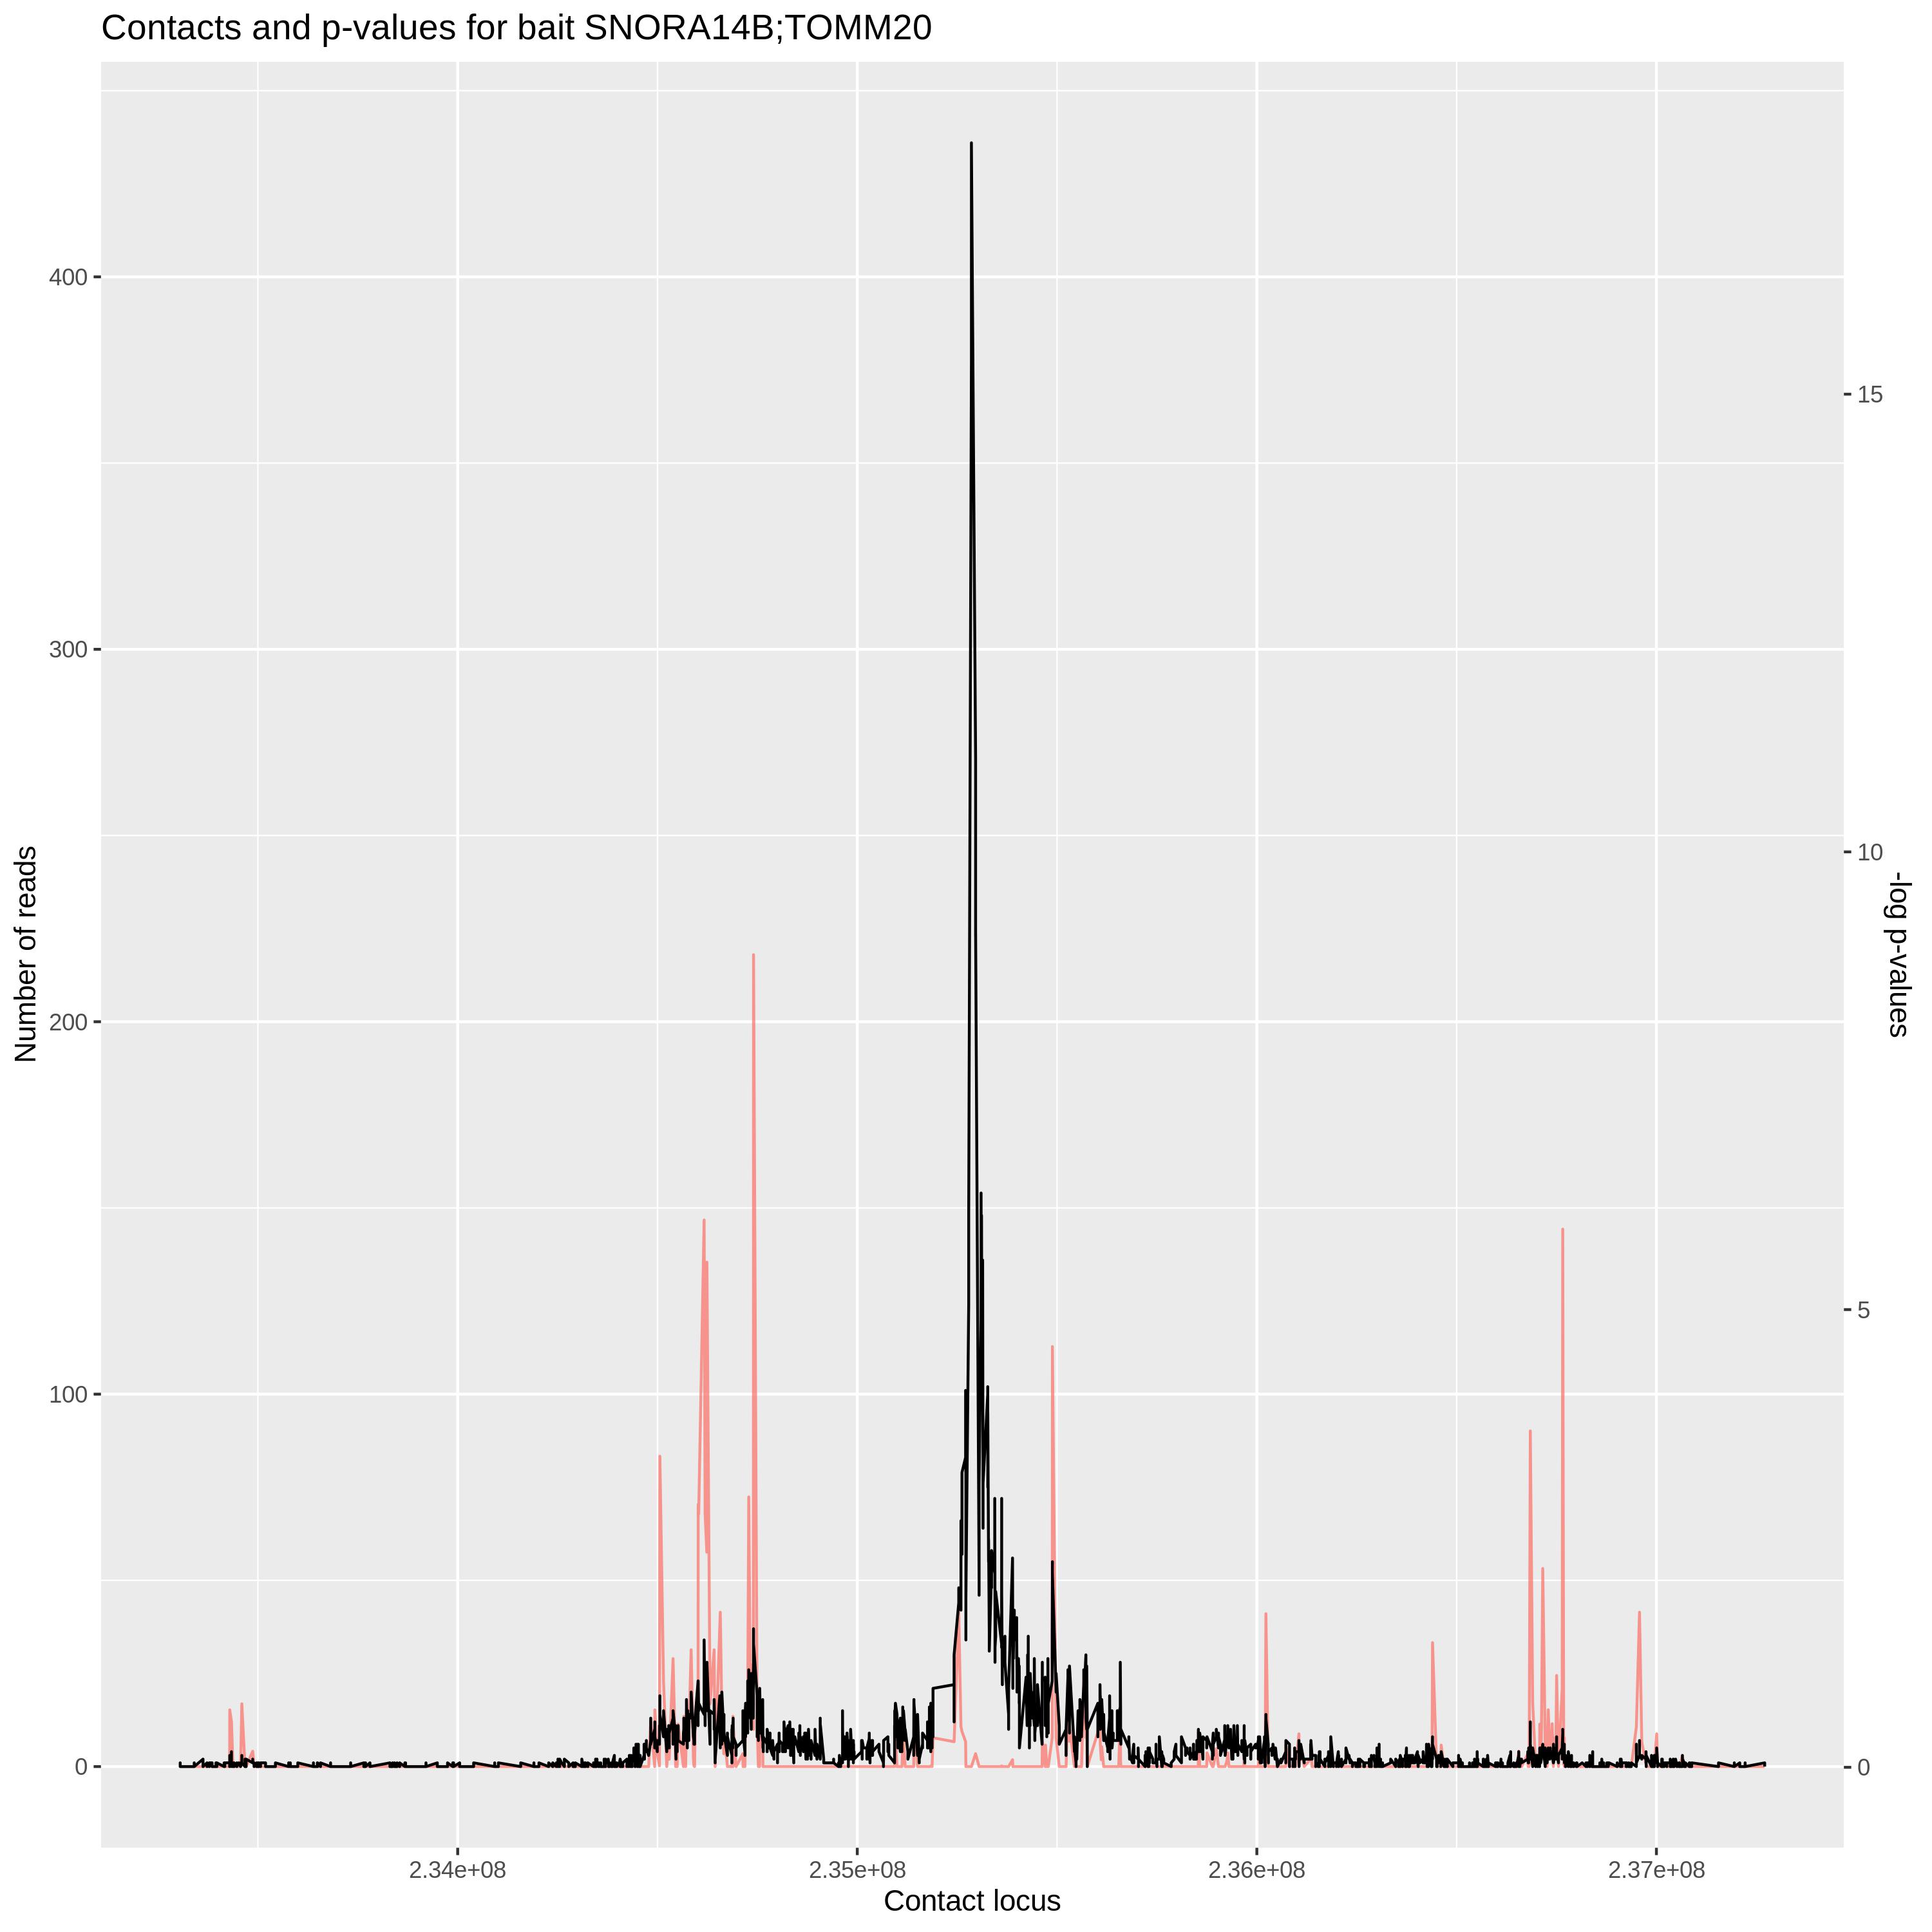 Contacts and p-values for bait SNORA14B;TOMM20
400
300
200
100
0
Number of reads
15
10
5
0
-log p-values
2.34e+08
2.35e+08
2.36e+08
2.37e+08
Contact locus